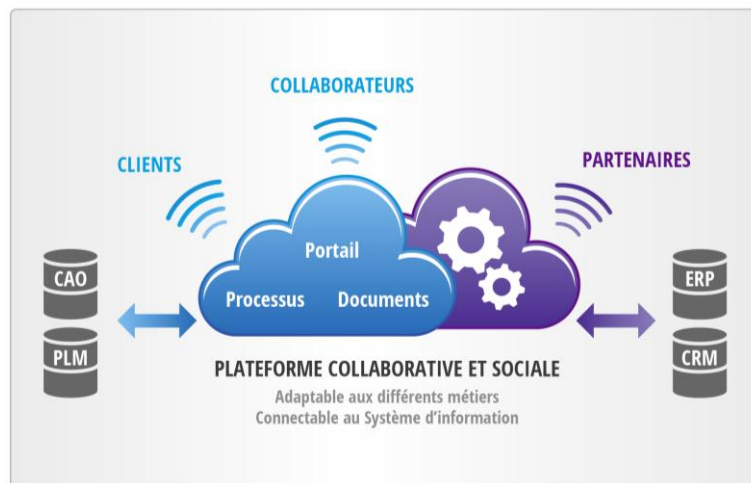 COLLABORATEURS
CLIENTS
PARTENAIRES
Portail
Processus
Documents
CAO
PLM
ERP
CRM
PLATEFORME COLLABORATIVE ET SOCIALE
Adaptable aux différents métiers
Connectable au Système d’information